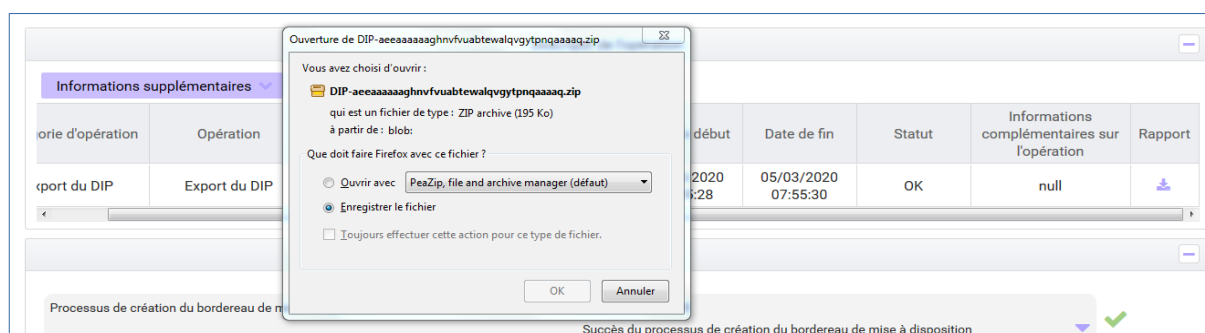 Ouverture de DIP-aeeaaaaaghnvfvuabtewalqvgytpnqaaaaq.zip
Vous avez choisi d'ouvrir :
DIP-aeeaaaaaghnvfvuabtewalqvgytpnqaaaaq.zip
qui est un fichier de type : ZIP archive (195 Ko)
à partir de : blob:
Que doit faire Firefox avec ce fichier ?
Ouvrir avec PeaZip, file and archive manager (défaut)
Enregistrer le fichier
Toujours effectuer cette action pour ce type de fichier.
OK Annuler
Informations supplémentaires
orie d'opération Opération début Date de fin Statut Informations complémentaires sur l'opération Rapport
xport du DIP Export du DIP 2020 05/03/2020 OK null
:28 07:55:30
Processus de création du bordereau de m
Succès du processus de création du bordereau de mise à disposition